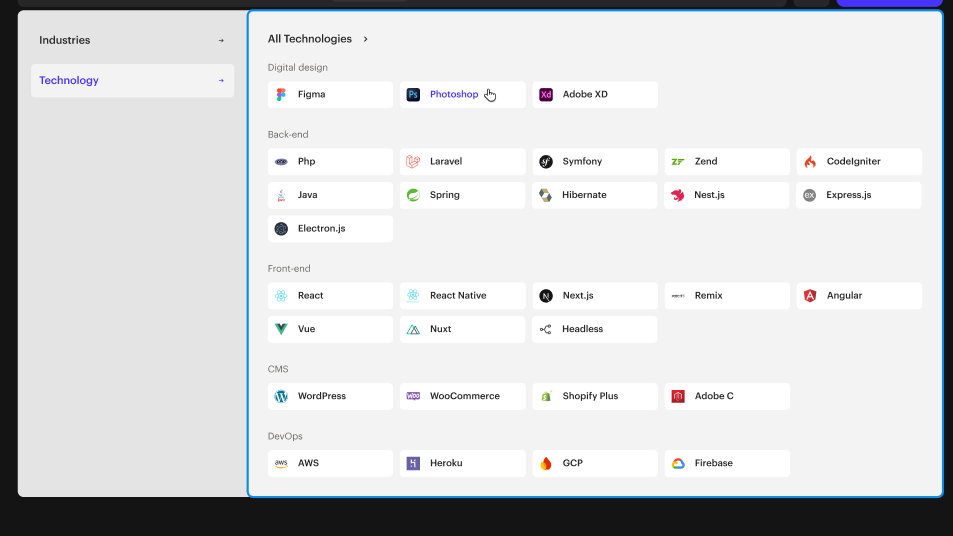 Industries →
Technology →
All Technologies >
Digital design
Figma
Ps Photoshop
Xd Adobe XD
Back-end
php Php
Laravel
sf Symfony
ZF Zend
CodeIgniter
Java
Spring
Hibernate
Nest.js
ex Express.js
Electron.js
Front-end
React
React Native
N Next.js
Remix
A Angular
Vue
Nuxt
Headless
CMS
W WordPress
WOO WooCommerce
Shopify Plus
Adobe C
DevOps
aws AWS
Heroku
GCP
Firebase